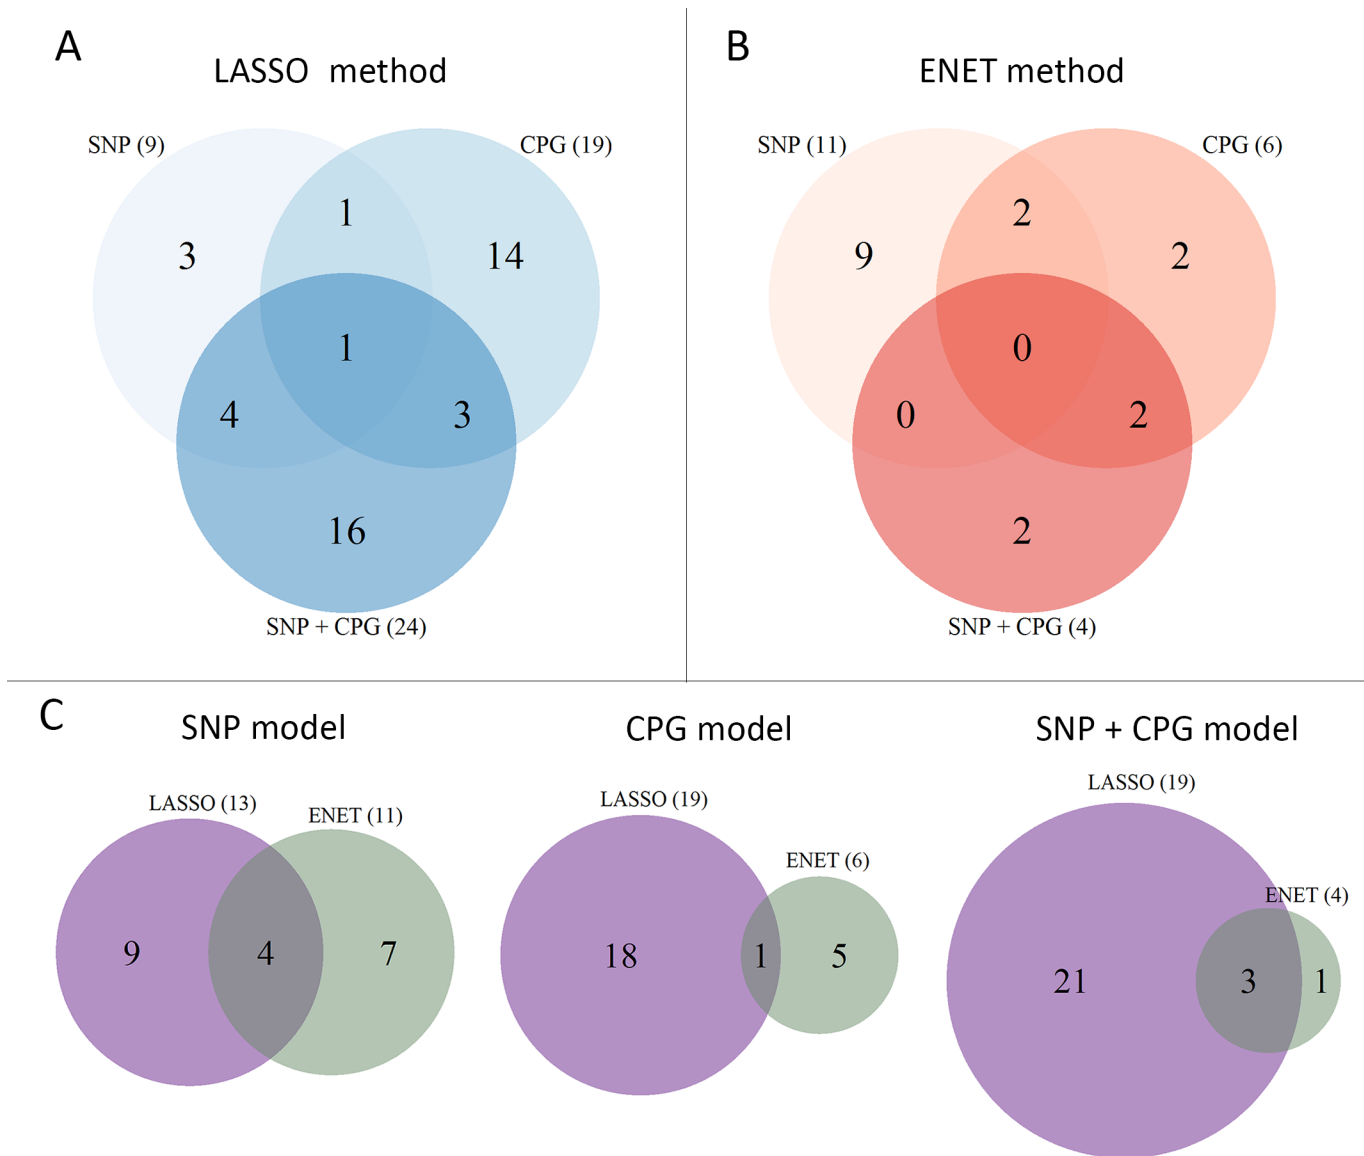 A
LASSO method
SNP (9)
CPG (19)
1
3
14
1
4
3
16
SNP + CPG (24)
B
ENET method
SNP (11)
CPG (6)
2
9
2
0
0
2
2
SNP + CPG (4)
C
SNP model
LASSO (13)
ENET (11)
9
4
7
CPG model
LASSO (19)
ENET (6)
18
1
5
SNP + CPG model
LASSO (19)
ENET (4)
21
3
1